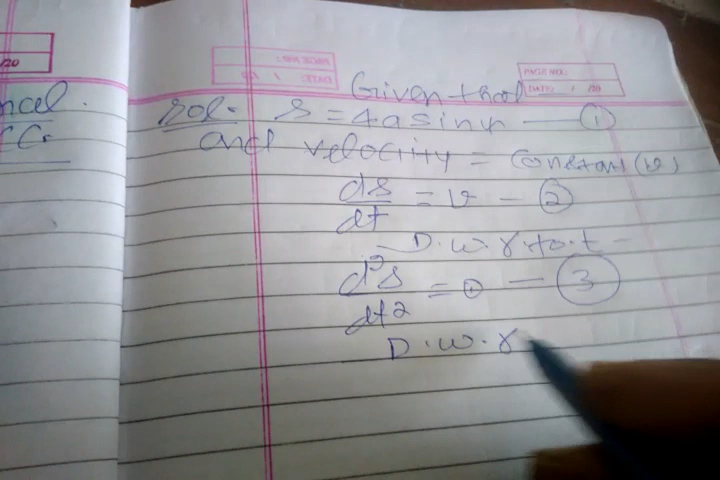 Given that
sol. s = 4a sin ψ — ①
and velocity = constant (v)
ds/dt = v — ②
D.w.r.to.t —
d²s/dt² = 0 — ③
D.w.r